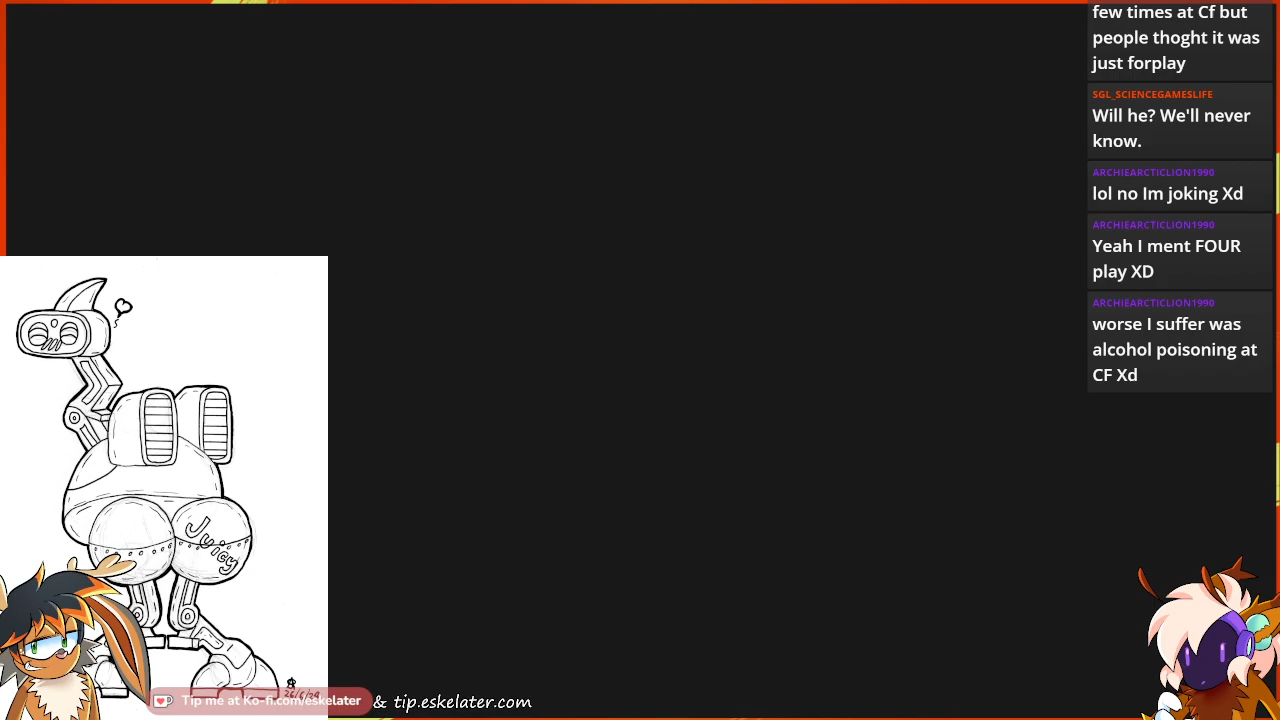 few times at Cf but
people thoght it was
just forplay
SGL_SCIENCEGAMESLIFE
Will he? We'll never
know.
ARCHIEARCTICLION1990
lol no Im joking Xd
ARCHIEARCTICLION1990
Yeah I ment FOUR
play XD
ARCHIEARCTICLION1990
worse I suffer was
alcohol poisoning at
CF Xd
Juicy
Tip me at Ko-fi.com/eskelater & tip.eskelater.com